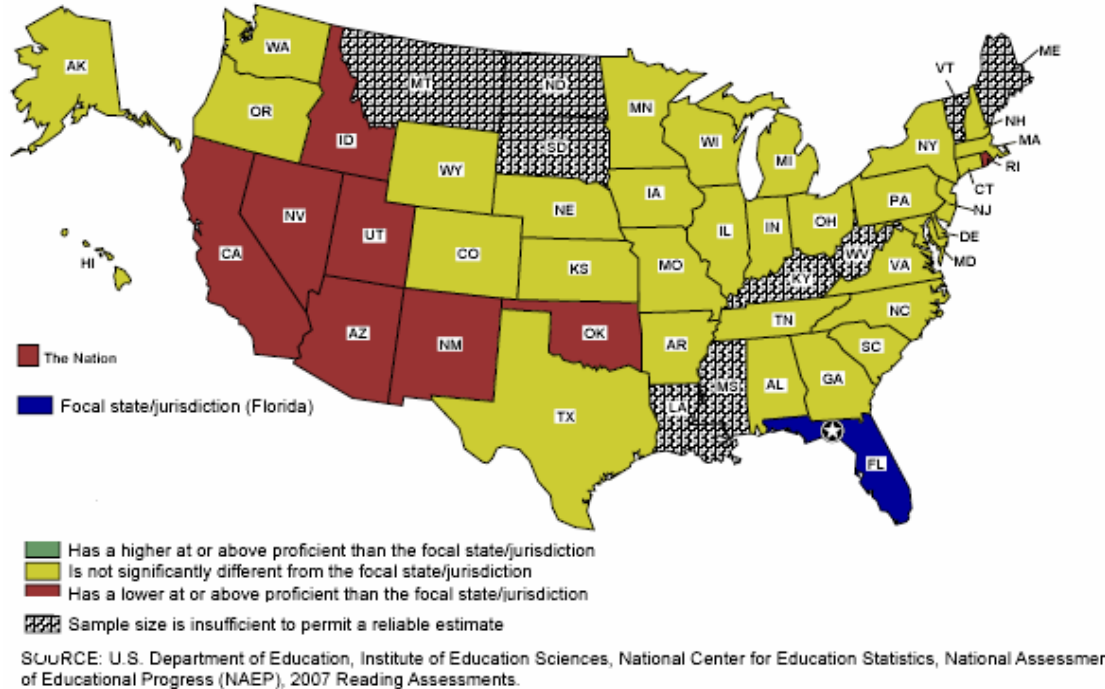 AK
WA
OR
ID
MT
ND
SD
MN
WI
MI
NY
VT
ME
NH
MA
RI
CT
NJ
DE
MD
PA
WY
NE
IA
IL
IN
OH
WV
VA
NV
UT
CO
KS
MO
KY
CA
HI
AZ
NM
OK
AR
TN
NC
SC
TX
LA
MS
AL
GA
FL
The Nation
Focal state/jurisdiction (Florida)
Has a higher at or above proficient than the focal state/jurisdiction
Is not significantly different from the focal state/jurisdiction
Has a lower at or above proficient than the focal state/jurisdiction
Sample size is insufficient to permit a reliable estimate
SOURCE: U.S. Department of Education, Institute of Education Sciences, National Center for Education Statistics, National Assessmen
of Educational Progress (NAEP), 2007 Reading Assessments.